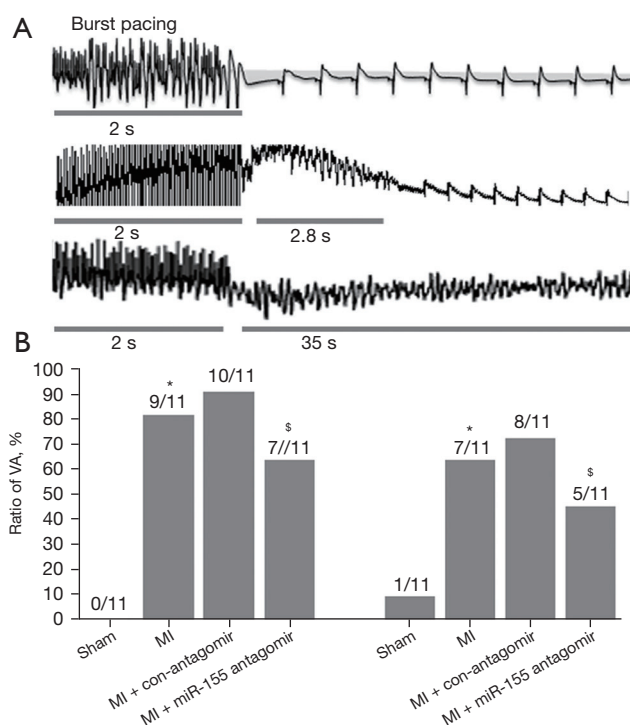 A
Burst pacing
2 s
2 s
2.8 s
2 s
35 s
B
Ratio of VA, %
100
90
80
70
60
50
40
30
20
10
0
0/11
*
9/11
10/11
$
7//11
1/11
*
7/11
8/11
$
5/11
Sham
MI
MI + con-antagomir
MI + miR-155 antagomir
Sham
MI
MI + con-antagomir
MI + miR-155 antagomir